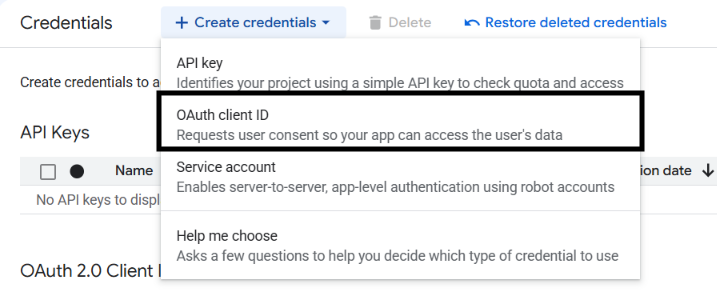 Credentials
+ Create credentials
Delete
Restore deleted credentials
API key
Identifies your project using a simple API key to check quota and access
Create credentials to a
OAuth client ID
Requests user consent so your app can access the user's data
API Keys
Service account
Enables server-to-server, app-level authentication using robot accounts
Name
ion date
No API keys to displ
Help me choose
Asks a few questions to help you decide which type of credential to use
OAuth 2.0 Client